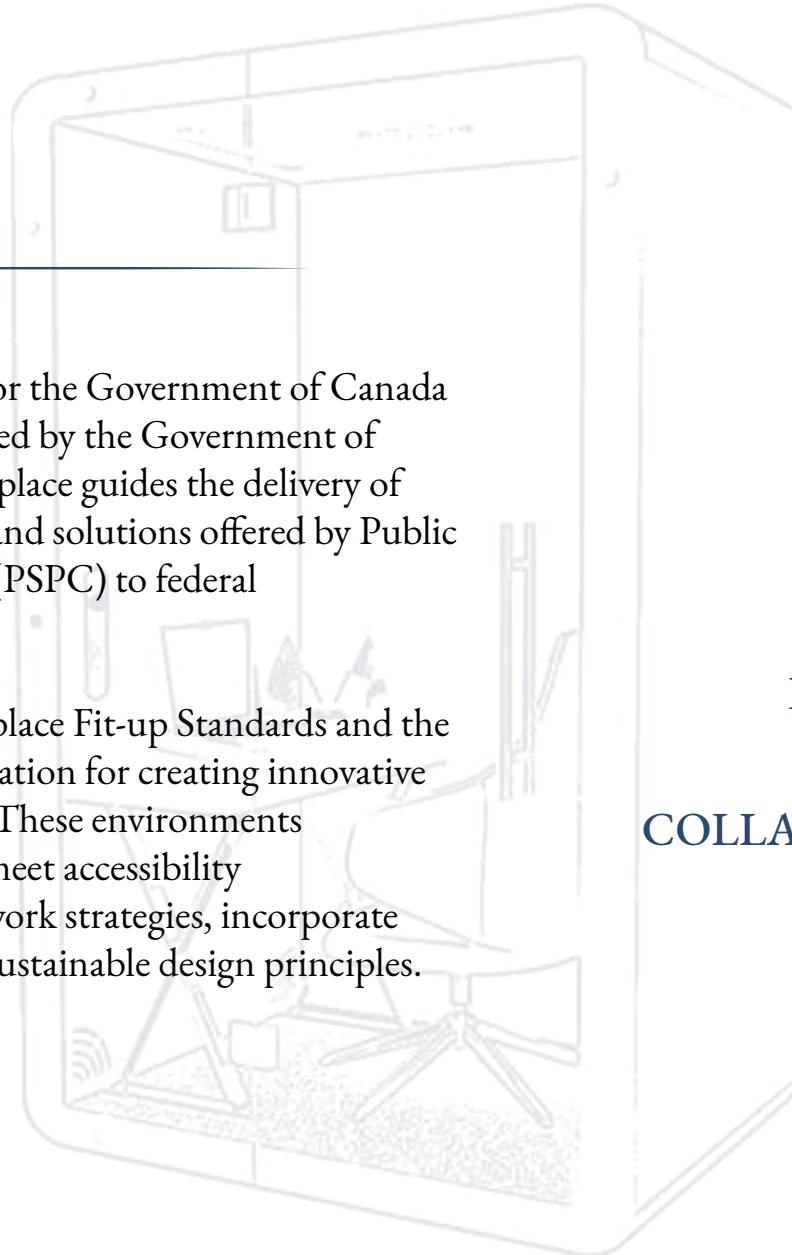 or the Government of Canada
ed by the Government of
place guides the delivery of
and solutions offered by Public
(PSPC) to federal
place Fit-up Standards and the
ation for creating innovative
These environments
meet accessibility
work strategies, incorporate
sustainable design principles.
COLLA